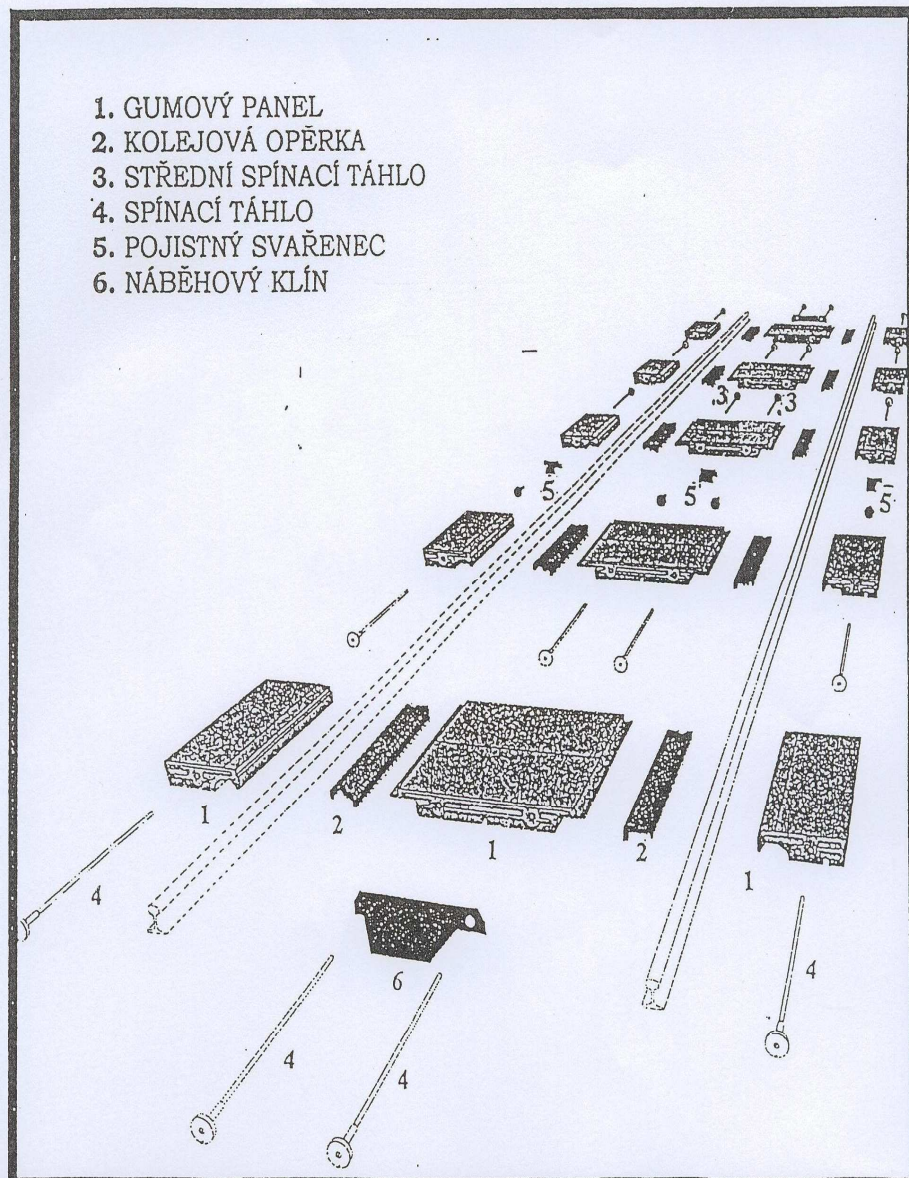 1. GUMOVÝ PANEL
2. KOLEJOVÁ OPĚRKA
3. STŘEDNÍ SPÍNACÍ TÁHLO
4. SPÍNACÍ TÁHLO
5. POJISTNÝ SVAŘENEC
6. NÁBĚHOVÝ KLÍN
3 3
5 5 5
1 2 1 2 1
4 6 4
4 4